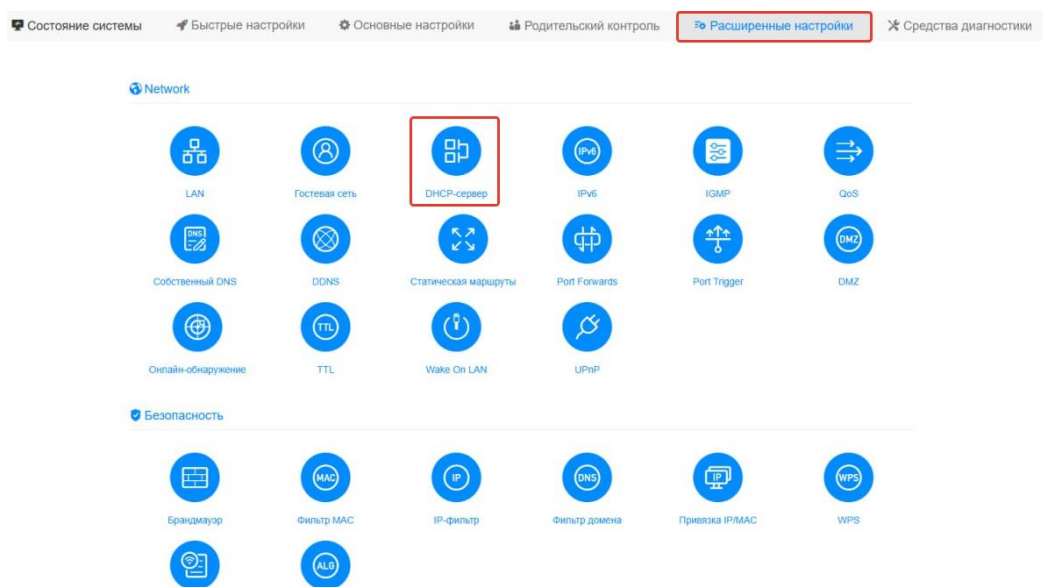 Состояние системы Быстрые настройки Основные настройки Родительский контроль Расширенные настройки Средства диагностики
Network
IPv6
LAN Гостевая сеть DHCP-сервер IPv6 IGMP QoS
DNS DMZ
Собственный DNS DDNS Статическая маршруты Port Forwards Port Trigger DMZ
TTL
Онлайн-обнаружение TTL Wake On LAN UPnP
Безопасность
MAC IP DNS IP WPS
Брандмауэр Фильтр MAC IP-фильтр Фильтр домена Привязка IP/MAC WPS
ALG